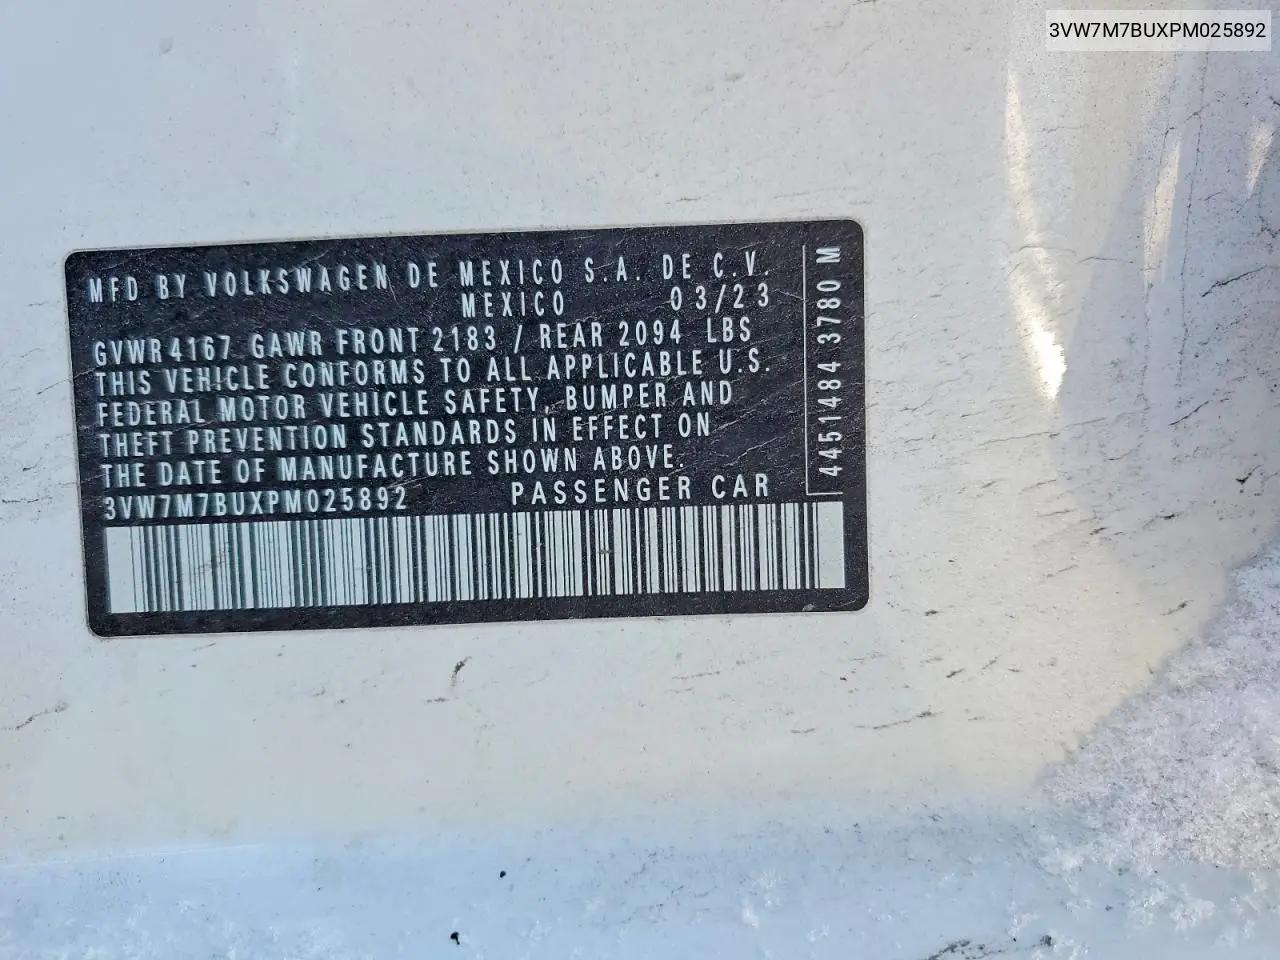 3VW7M7BUXPM025892
MFD BY VOLKSWAGEN DE MEXICO S.A. DE C.V.
MEXICO 03/23
GVWR 4167 GAWR FRONT 2183 / REAR 2094 LBS
THIS VEHICLE CONFORMS TO ALL APPLICABLE U.S.
FEDERAL MOTOR VEHICLE SAFETY, BUMPER AND
THEFT PREVENTION STANDARDS IN EFFECT ON
THE DATE OF MANUFACTURE SHOWN ABOVE.
3VW7M7BUXPM025892 PASSENGER CAR
4451484 3780 M